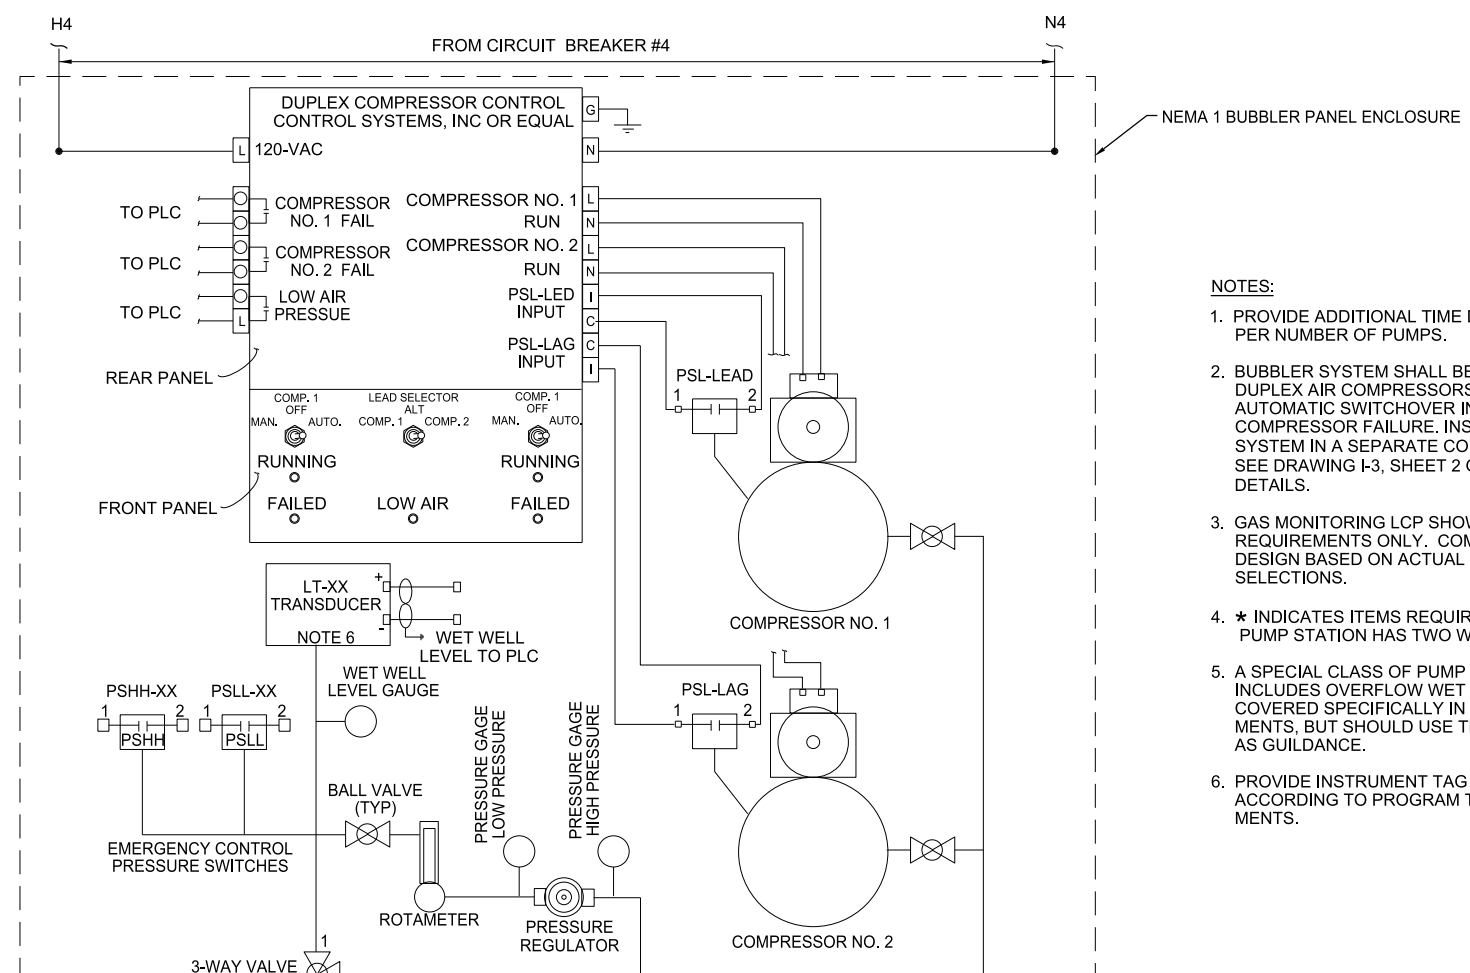 H4
N4
FROM CIRCUIT BREAKER #4
DUPLEX COMPRESSOR CONTROL
CONTROL SYSTEMS, INC OR EQUAL
G
NEMA 1 BUBBLER PANEL ENCLOSURE
L
120-VAC
N
TO PLC
COMPRESSOR
NO. 1 FAIL
COMPRESSOR NO. 1
L
RUN
N
TO PLC
COMPRESSOR
NO. 2 FAIL
COMPRESSOR NO. 2
L
RUN
N
TO PLC
LOW AIR
PRESSUE
L
PSL-LED
INPUT
I
C
PSL-LAG
INPUT
C
I
REAR PANEL
COMP. 1
OFF
MAN.
AUTO.
LEAD SELECTOR
ALT
COMP. 1
COMP. 2
COMP. 1
OFF
MAN.
AUTO.
RUNNING
RUNNING
FRONT PANEL
FAILED
LOW AIR
FAILED
PSL-LEAD
1
2
COMPRESSOR NO. 1
LT-XX
TRANSDUCER
+
-
NOTE 6
WET WELL
LEVEL TO PLC
WET WELL
LEVEL GAUGE
PSHH-XX
1
2
PSHH
PSLL-XX
1
2
PSLL
EMERGENCY CONTROL
PRESSURE SWITCHES
BALL VALVE
(TYP)
ROTAMETER
PRESSURE GAGE
LOW PRESSURE
PRESSURE GAGE
HIGH PRESSURE
PRESSURE
REGULATOR
PSL-LAG
1
2
COMPRESSOR NO. 2
1
3-WAY VALVE
NOTES:
1. PROVIDE ADDITIONAL TIME
PER NUMBER OF PUMPS.
2. BUBBLER SYSTEM SHALL BE
DUPLEX AIR COMPRESSORS
AUTOMATIC SWITCHOVER IN
COMPRESSOR FAILURE. INS
SYSTEM IN A SEPARATE CO
SEE DRAWING I-3, SHEET 2
DETAILS.
3. GAS MONITORING LCP SHOW
REQUIREMENTS ONLY. COM
DESIGN BASED ON ACTUAL
SELECTIONS.
4. * INDICATES ITEMS REQUIR
PUMP STATION HAS TWO W
5. A SPECIAL CLASS OF PUMP
INCLUDES OVERFLOW WET
COVERED SPECIFICALLY IN
MENTS, BUT SHOULD USE T
AS GUILDANCE.
6. PROVIDE INSTRUMENT TAG
ACCORDING TO PROGRAM T
MENTS.